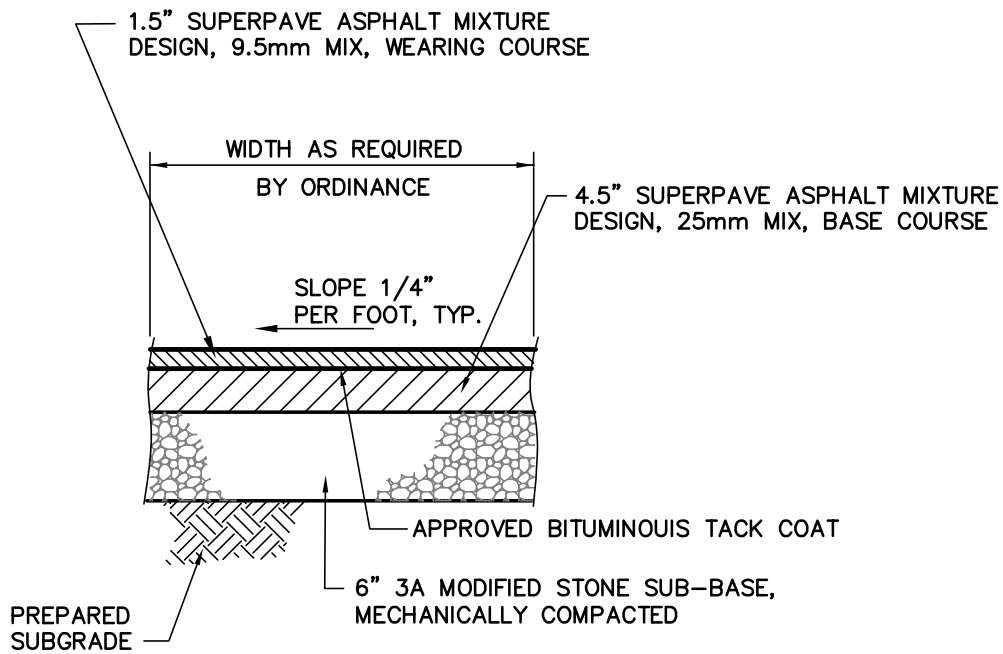 1.5" SUPERPAVE ASPHALT MIXTURE
DESIGN, 9.5mm MIX, WEARING COURSE
WIDTH AS REQUIRED
BY ORDINANCE
4.5" SUPERPAVE ASPHALT MIXTURE
DESIGN, 25mm MIX, BASE COURSE
SLOPE 1/4"
PER FOOT, TYP.
APPROVED BITUMINOUIS TACK COAT
6" 3A MODIFIED STONE SUB-BASE,
MECHANICALLY COMPACTED
PREPARED
SUBGRADE